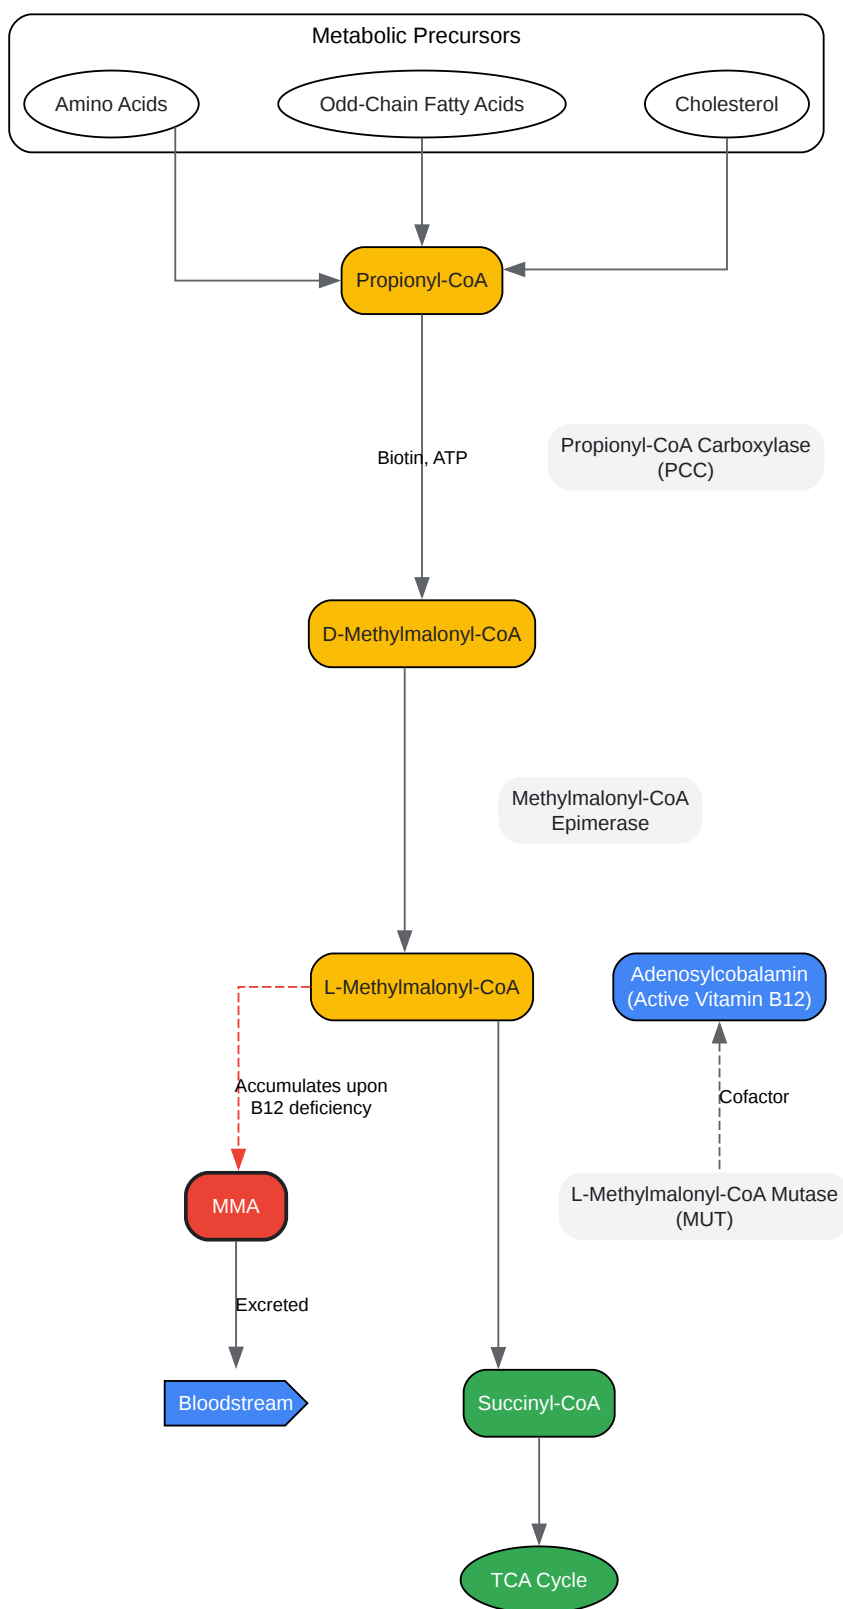 Metabolic Precursors
Amino Acids
Odd-Chain Fatty Acids
Cholesterol
Propionyl-CoA
Biotin, ATP
Propionyl-CoA Carboxylase
(PCC)
D-Methylmalonyl-CoA
Methylmalonyl-CoA
Epimerase
L-Methylmalonyl-CoA
Adenosylcobalamin
(Active Vitamin B12)
Accumulates upon
B12 deficiency
Cofactor
MMA
L-Methylmalonyl-CoA Mutase
(MUT)
Excreted
Bloodstream
Succinyl-CoA
TCA Cycle